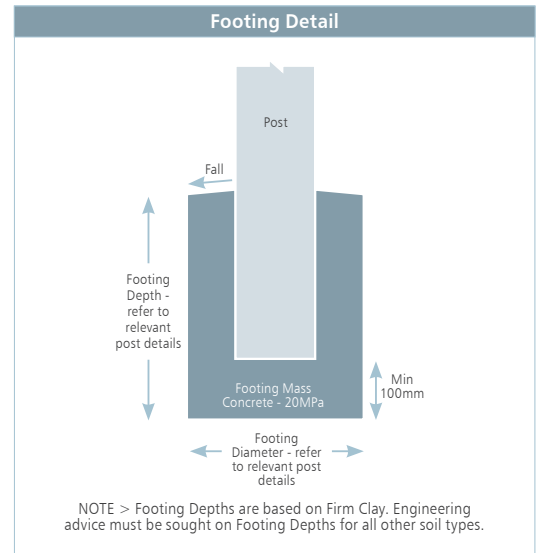 Footing Detail
Post
Fall
Footing
Depth -
refer to
relevant
post details
Footing Mass
Concrete - 20MPa
Min
100mm
Footing
Diameter - refer
to relevant post
details
NOTE > Footing Depths are based on Firm Clay. Engineering
advice must be sought on Footing Depths for all other soil types.